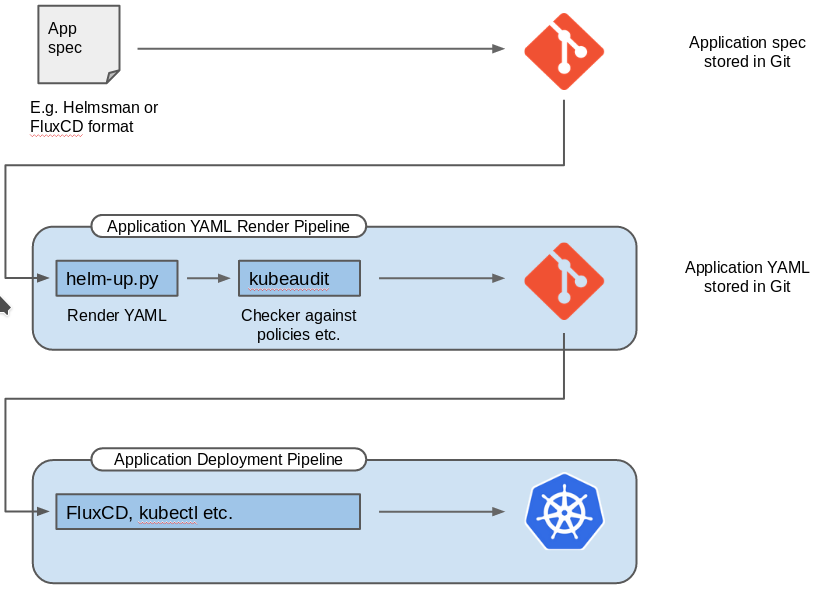 App
spec
Application spec
stored in Git
E.g. Helmsman or
FluxCD format
Application YAML Render Pipeline
helm-up.py
kubeaudit
Application YAML
stored in Git
Render YAML
Checker against
policies etc.
Application Deployment Pipeline
FluxCD, kubectl etc.